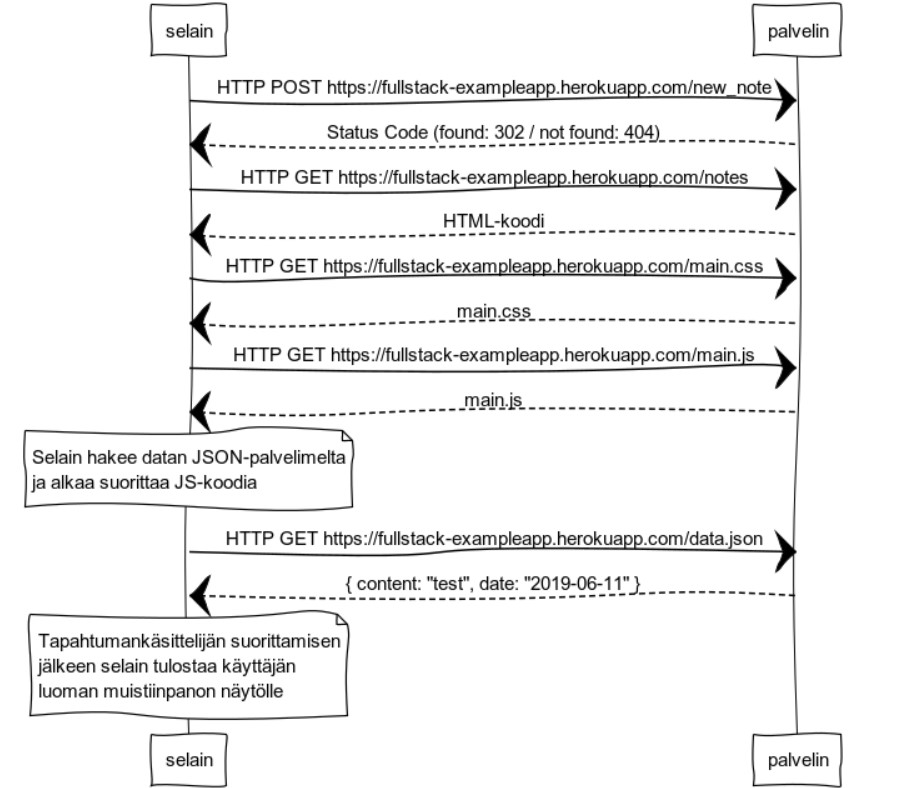 selain
palvelin
HTTP POST https://fullstack-exampleapp.herokuapp.com/new_note
Status Code (found: 302 / not found: 404)
HTTP GET https://fullstack-exampleapp.herokuapp.com/notes
HTML-koodi
HTTP GET https://fullstack-exampleapp.herokuapp.com/main.css
main.css
HTTP GET https://fullstack-exampleapp.herokuapp.com/main.js
main.js
Selain hakee datan JSON-palvelimelta
ja alkaa suorittaa JS-koodia
HTTP GET https://fullstack-exampleapp.herokuapp.com/data.json
{ content: "test", date: "2019-06-11" }
Tapahtumankäsittelijän suorittamisen
jälkeen selain tulostaa käyttäjän
luoman muistiinpanon näytölle
selain
palvelin